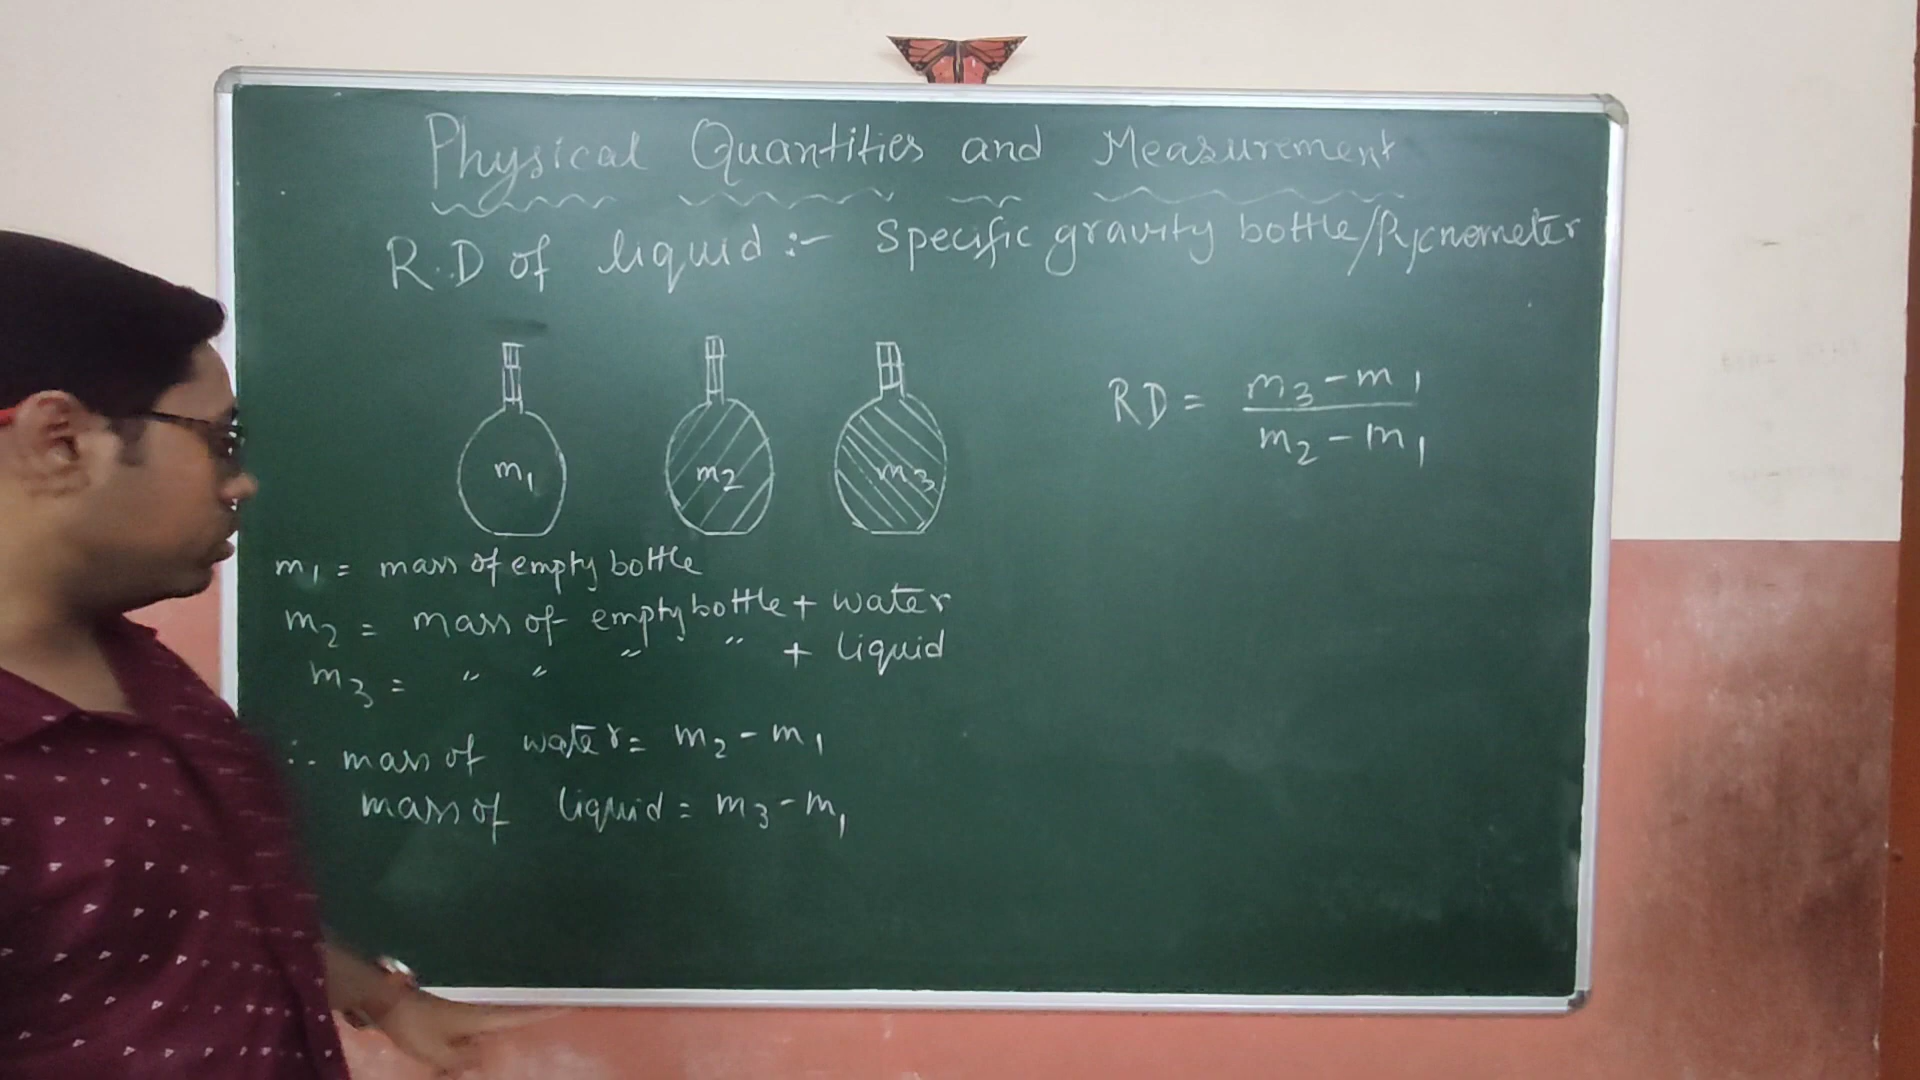 Physical Quantities and Measurement
R.D of liquid :- Specific gravity bottle/Pycnometer
m1 m2 m3
RD = m3 - m1 / m2 - m1
m1 = mass of empty bottle
m2 = mass of empty bottle + water
m3 = " " " " + liquid
∴ mass of water = m2 - m1
mass of liquid = m3 - m1